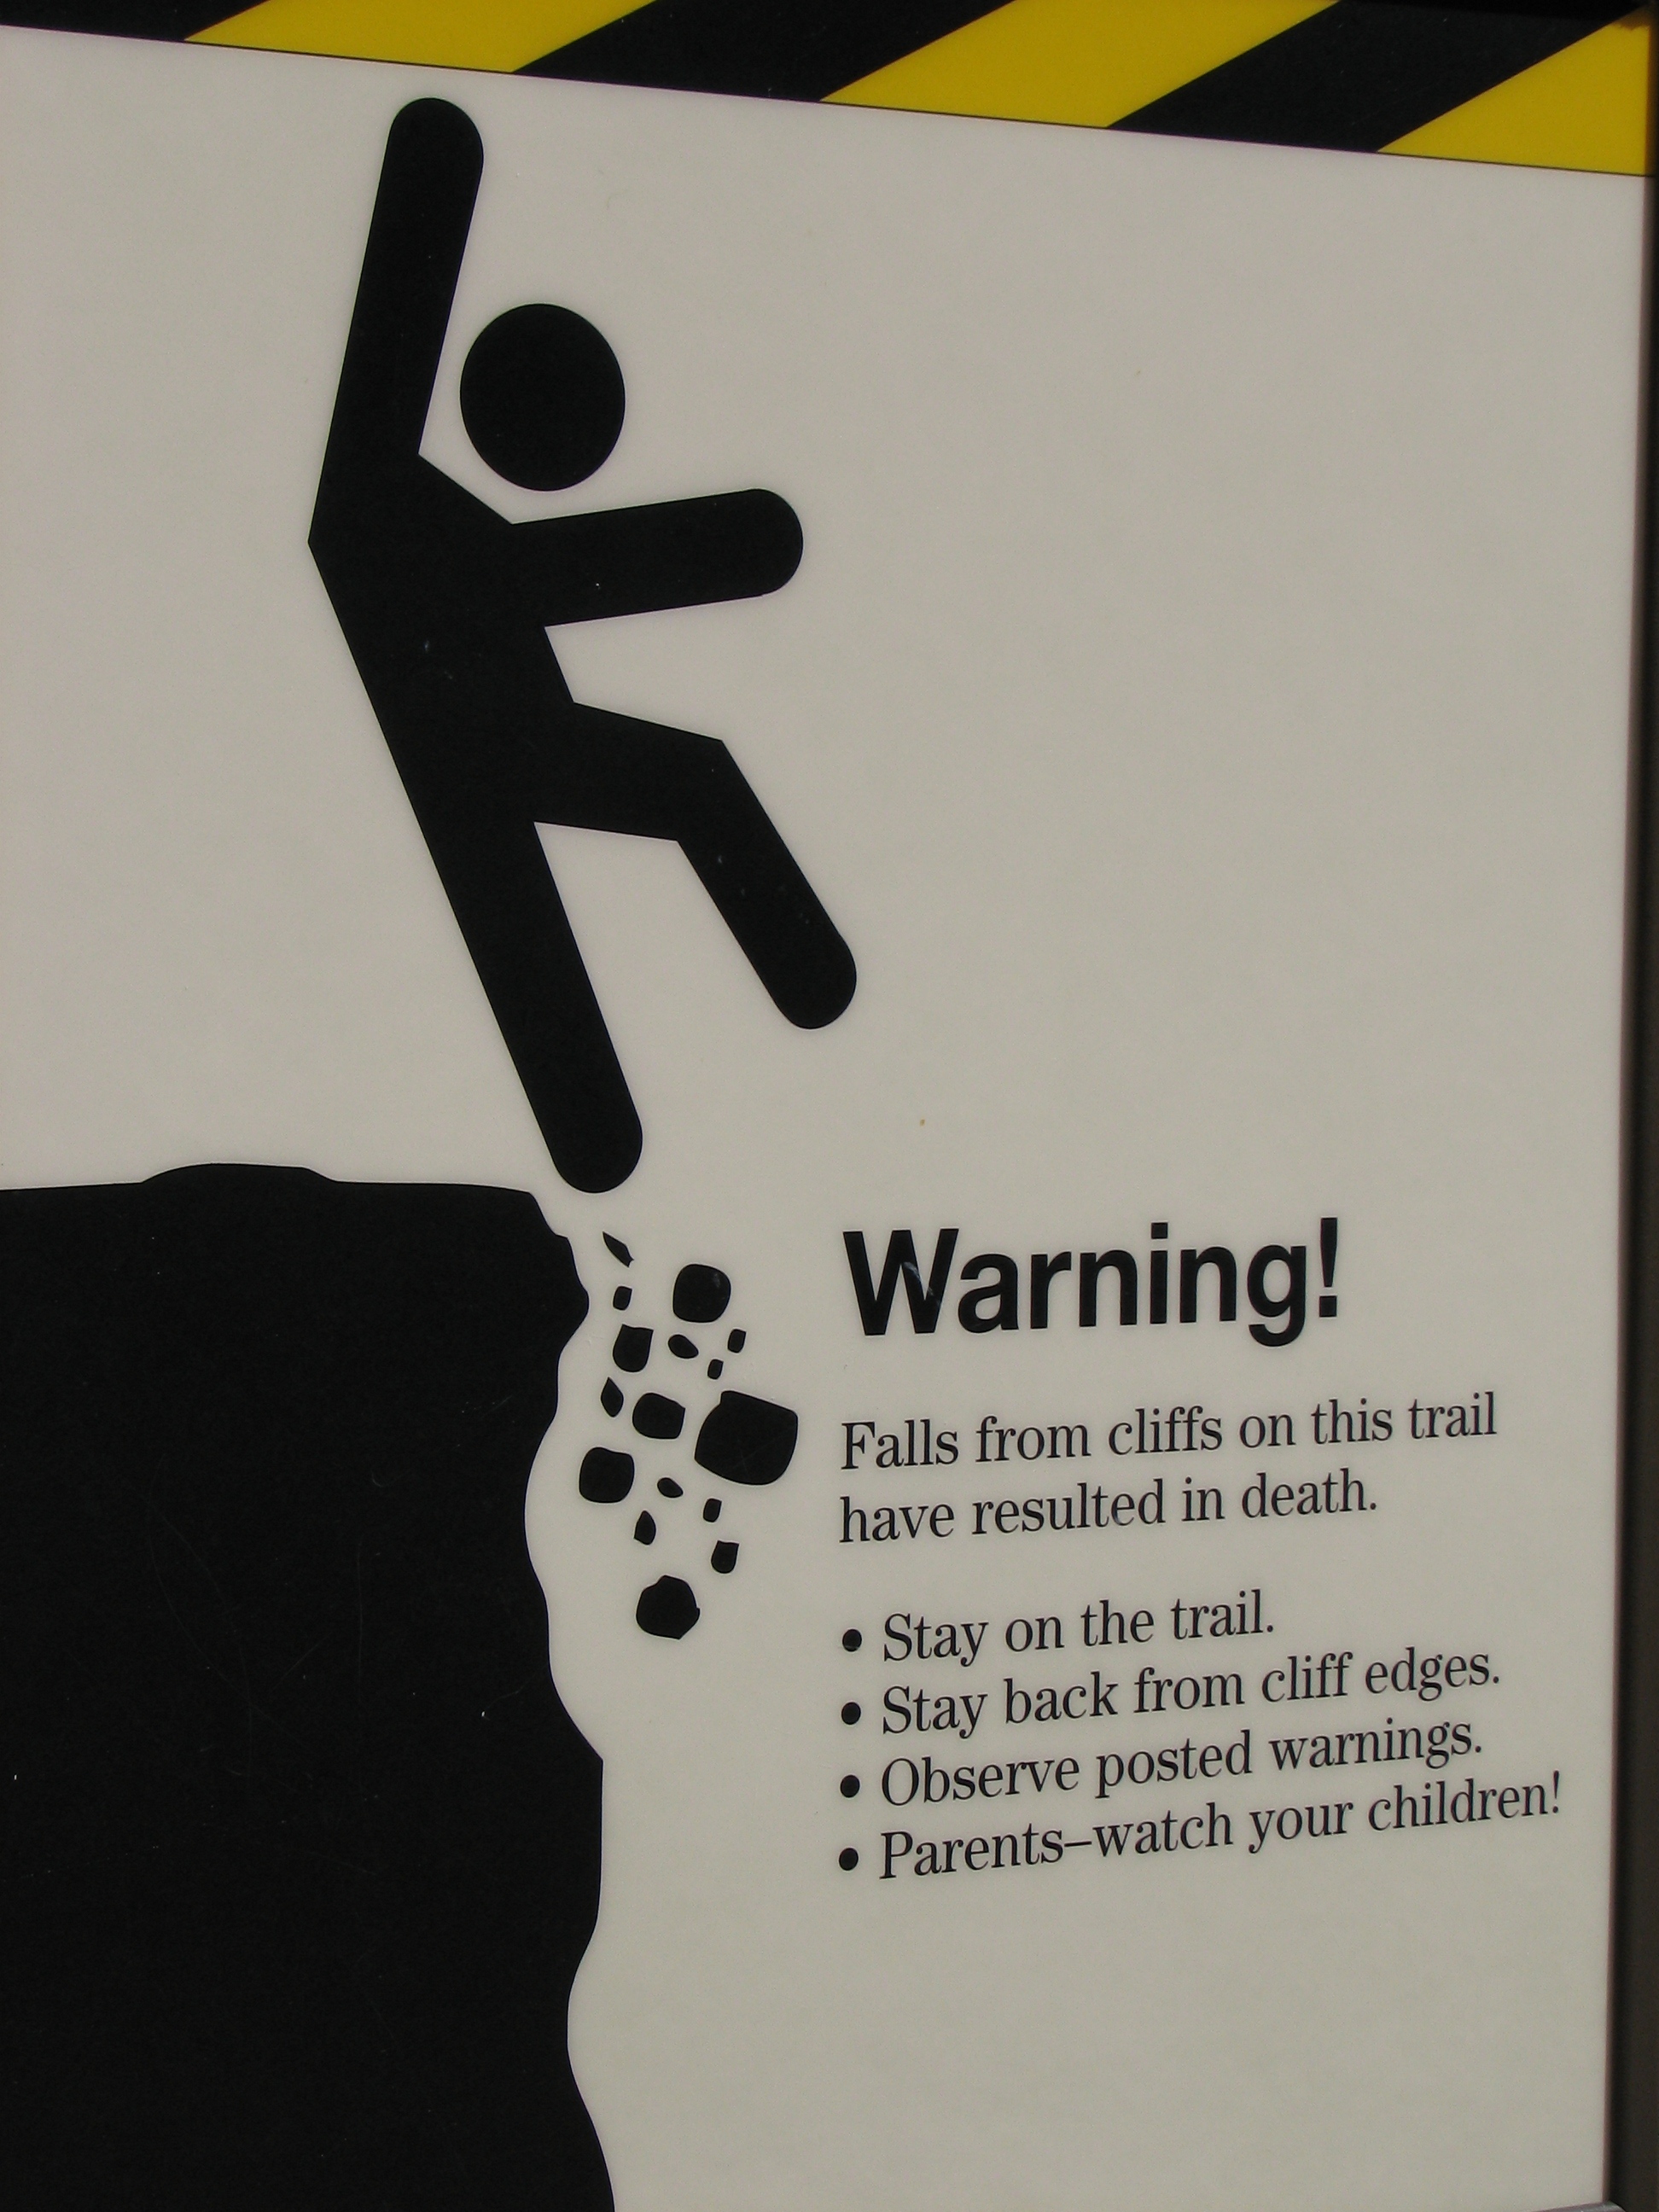 Warning!
Falls from cliffs on this trail
have resulted in death.
• Stay on the trail.
• Stay back from cliff edges.
• Observe posted warnings.
• Parents–watch your children!